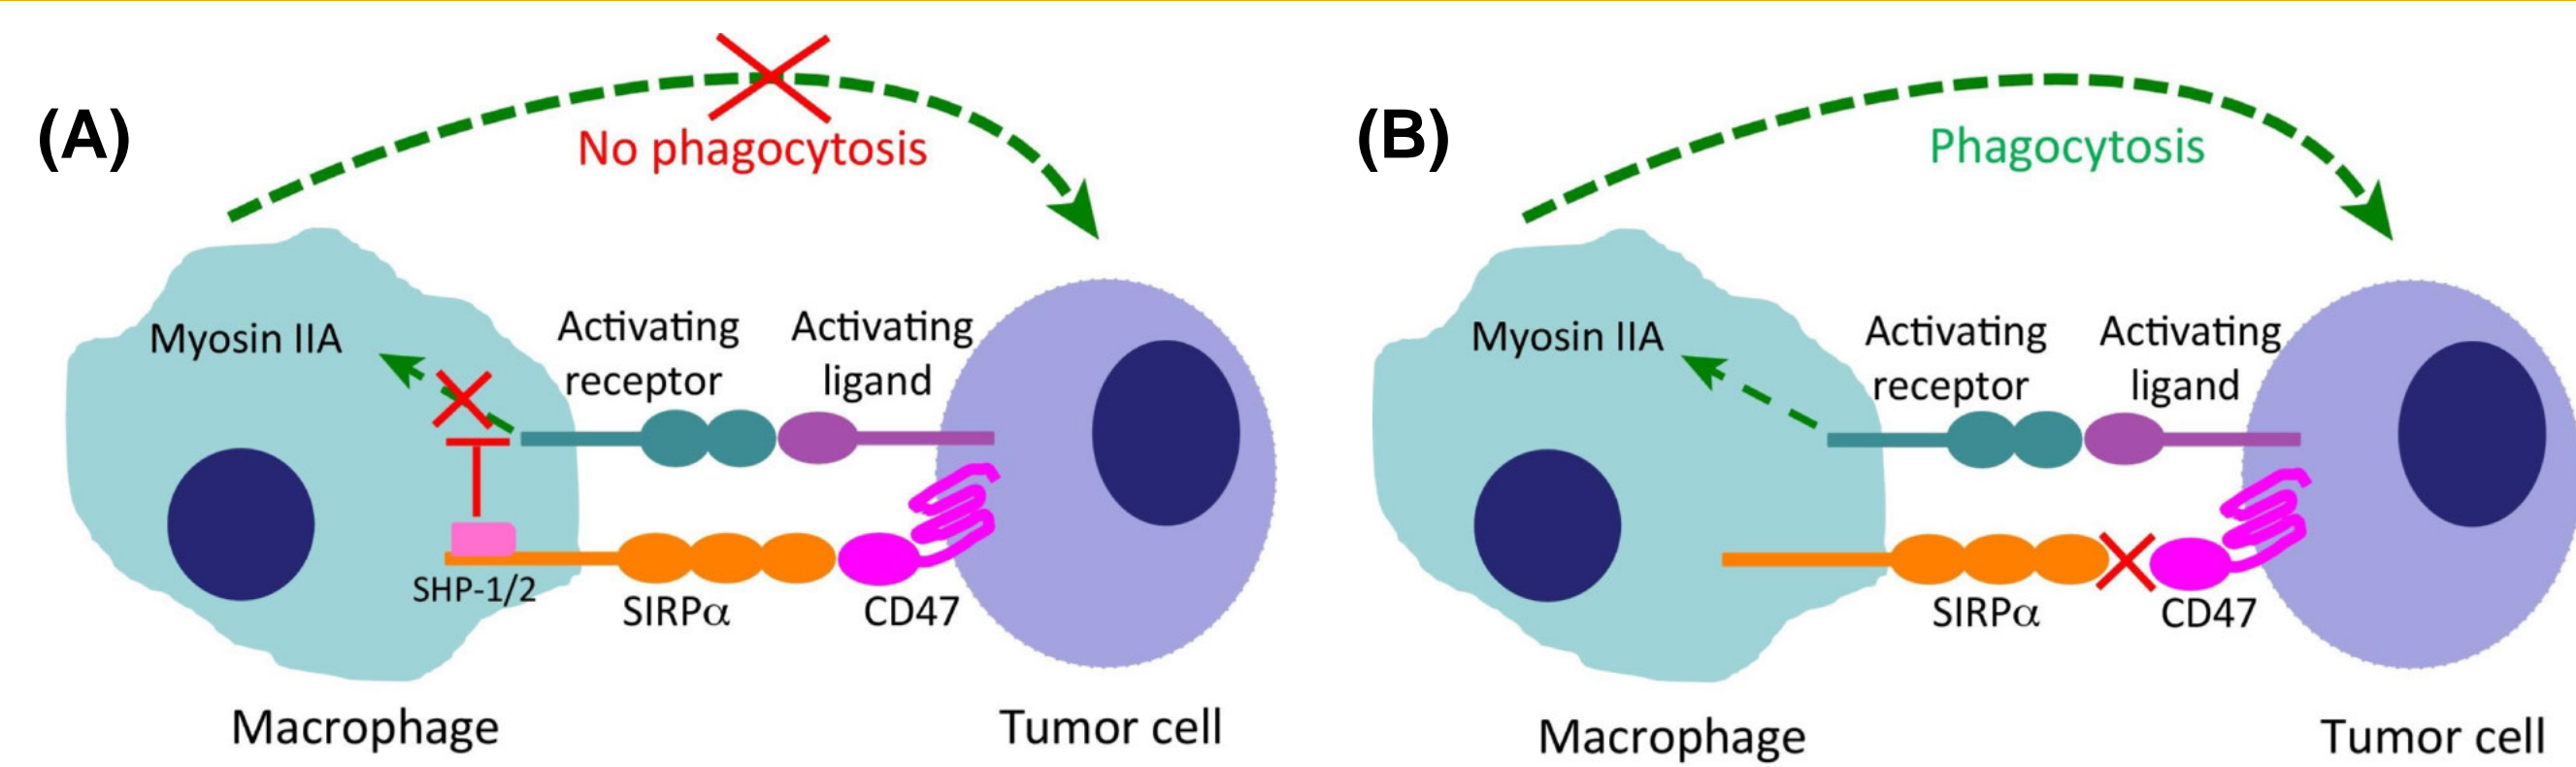 (A)
No phagocytosis
Myosin IIA
Activating
receptor
Activating
ligand
SHP-1/2
SIRPα
CD47
Macrophage
Tumor cell
(B)
Phagocytosis
Myosin IIA
Activating
receptor
Activating
ligand
SIRPα
CD47
Macrophage
Tumor cell